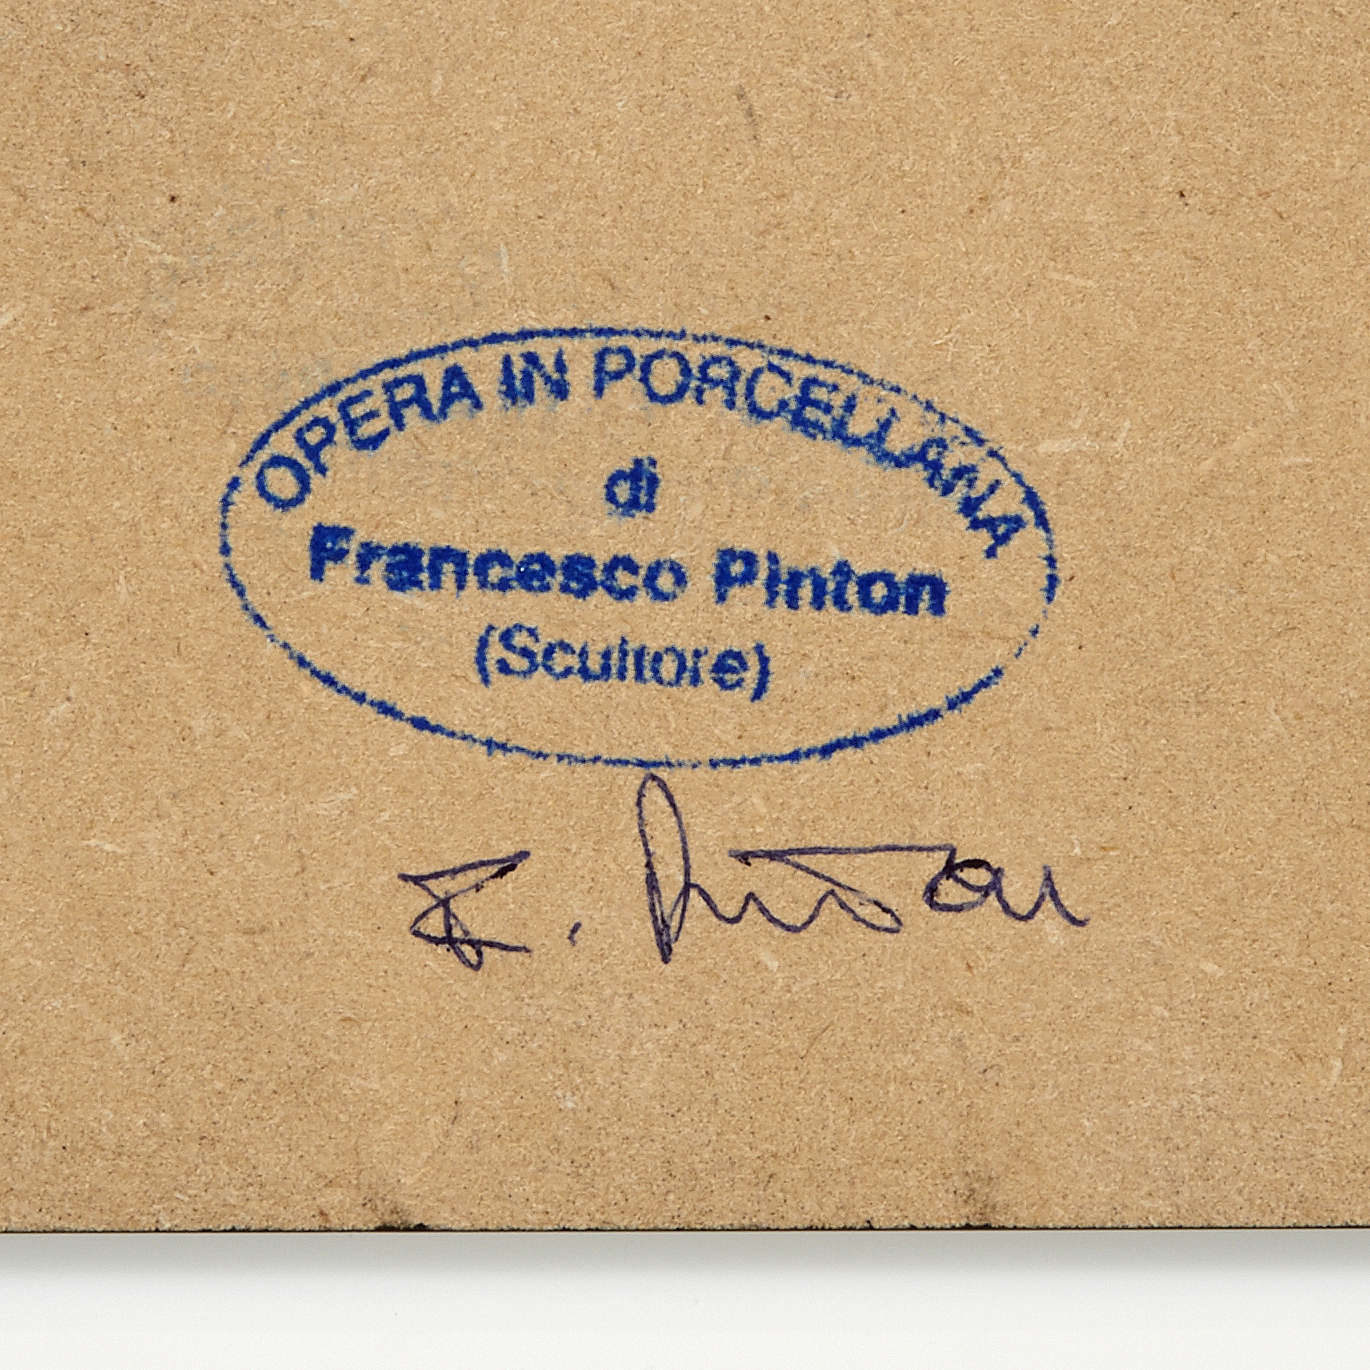 OPERA IN PORCELLANA
di
Francesco Pinton
(Scultore)
F. Pinton